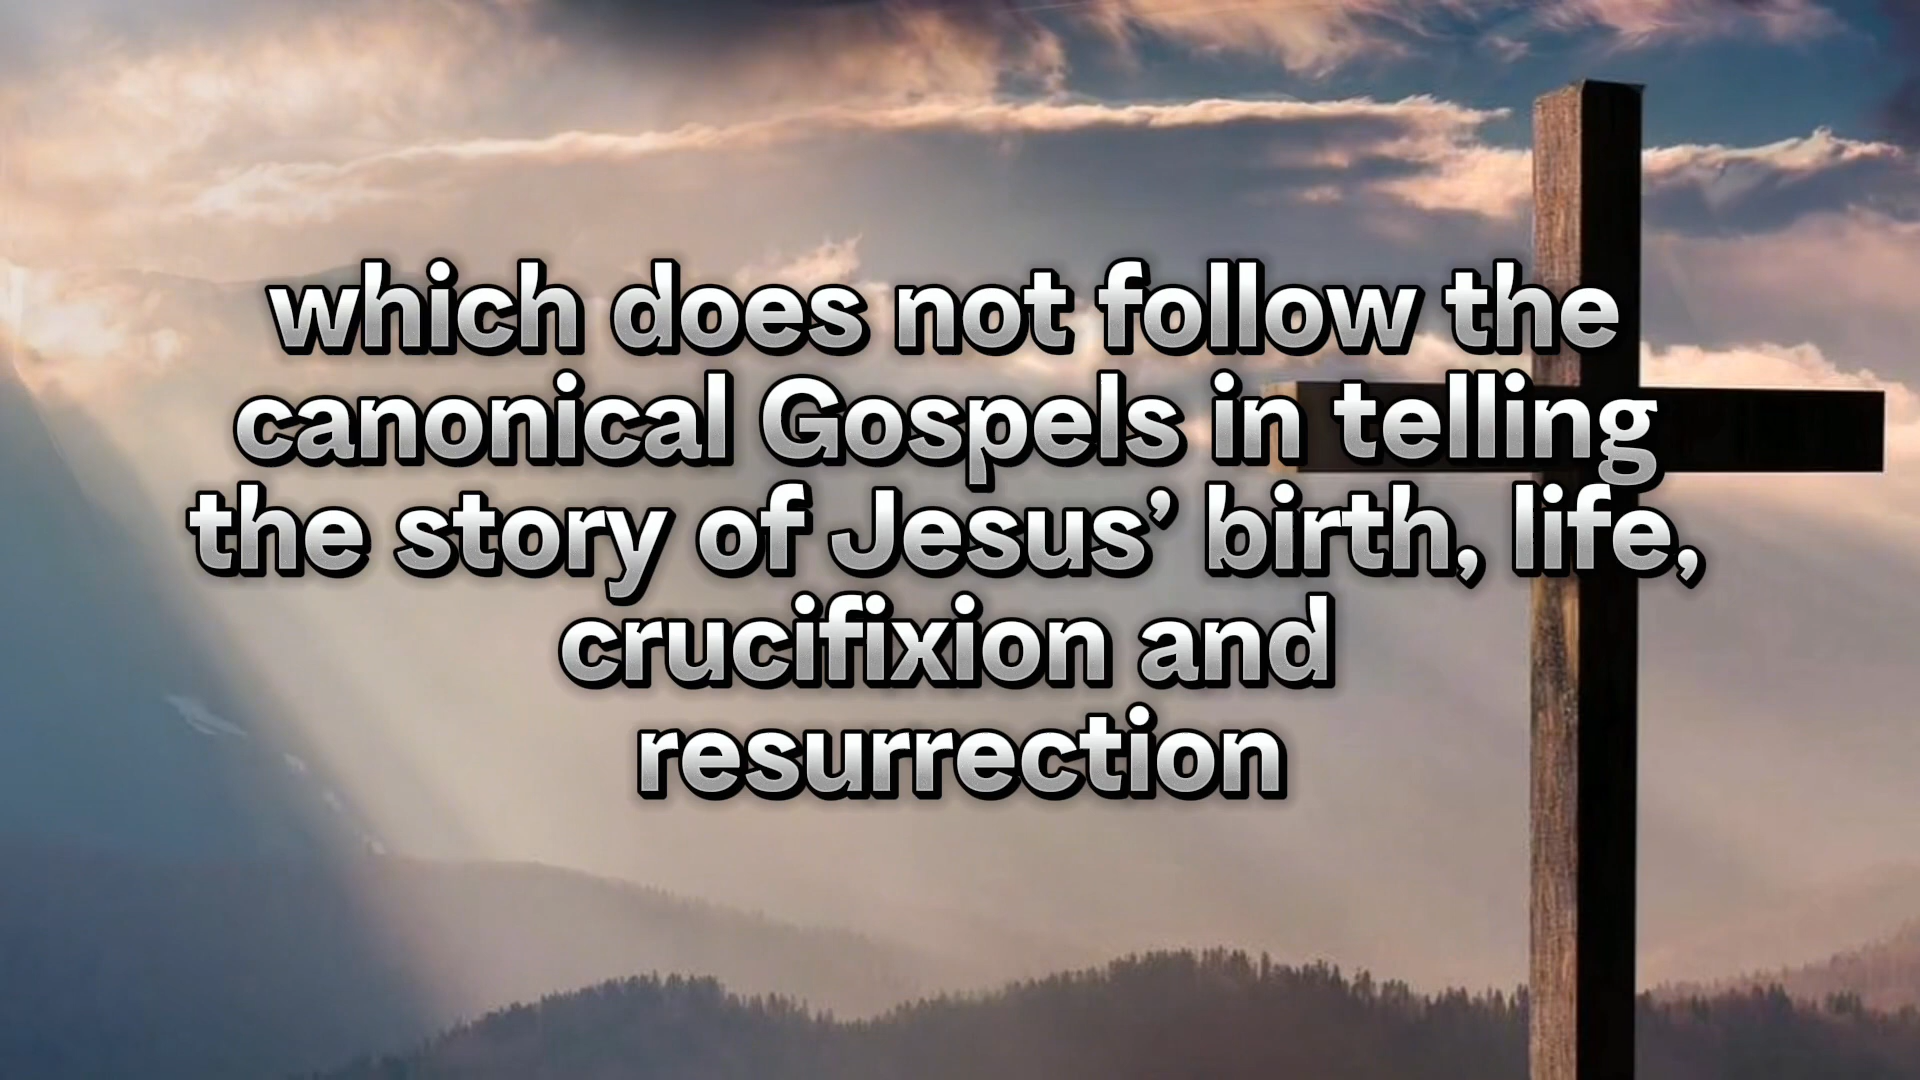 which does not follow the
canonical Gospels in telling
the story of Jesus’ birth, life,
crucifixion and
resurrection